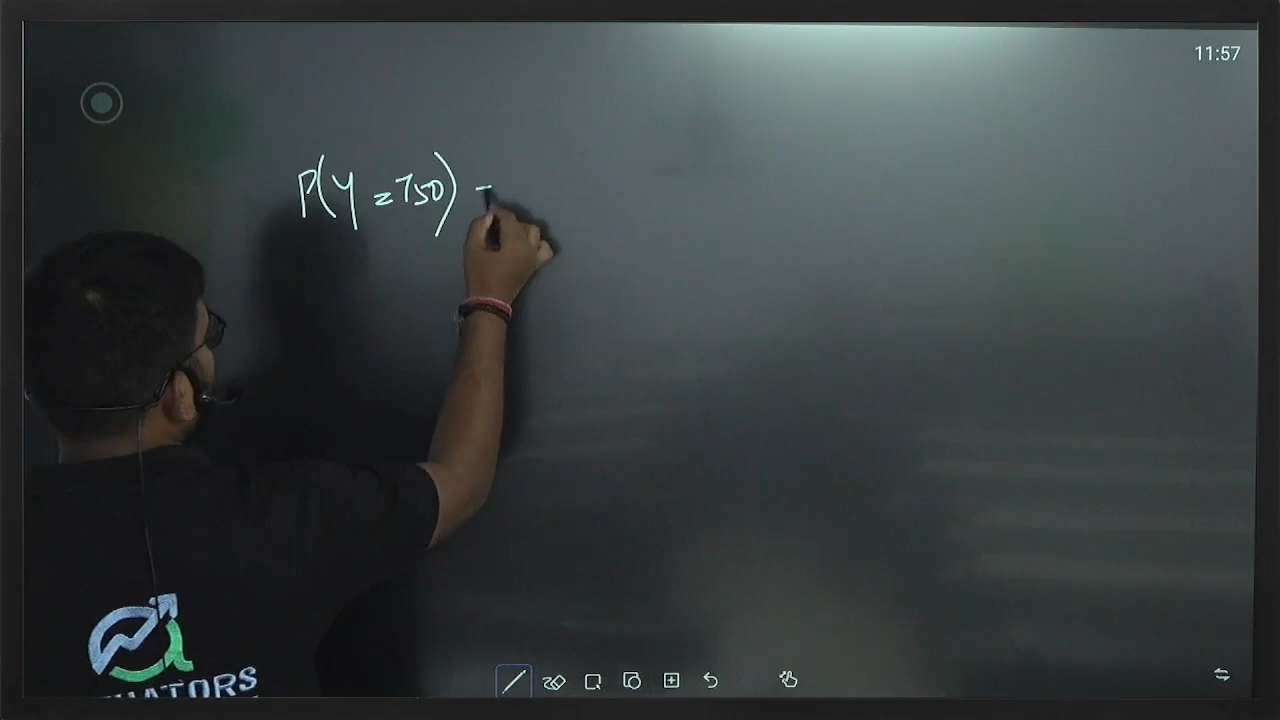 11:57
P(Y = 750) =